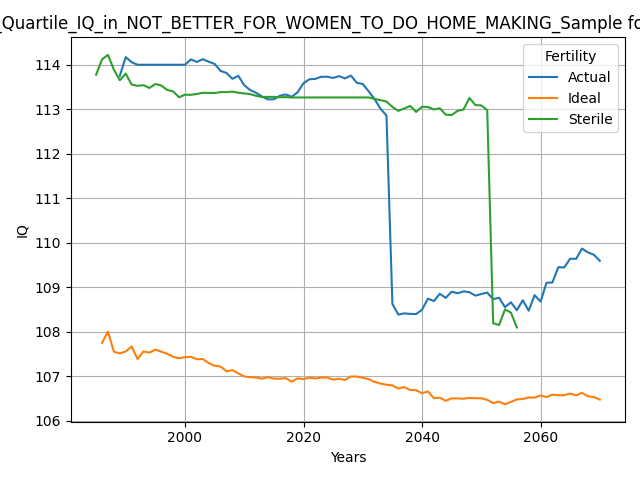 _Quartile_IQ_in_NOT_BETTER_FOR_WOMEN_TO_DO_HOME_MAKING_Sample fo
Fertility
Actual
Ideal
Sterile
114
113
112
111
110
109
108
107
106
IQ
2000
2020
2040
2060
Years